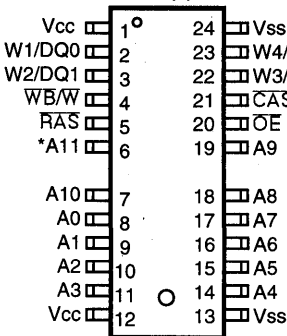 Vcc 1 24 Vss
W1/DQ0 2 23 W4/
W2/DQ1 3 22 W3/
WB/W 4 21 CAS
RAS 5 20 OE
*A11 6 19 A9
A10 7 18 A8
A0 8 17 A7
A1 9 16 A6
A2 10 15 A5
A3 11 14 A4
Vcc 12 13 Vss